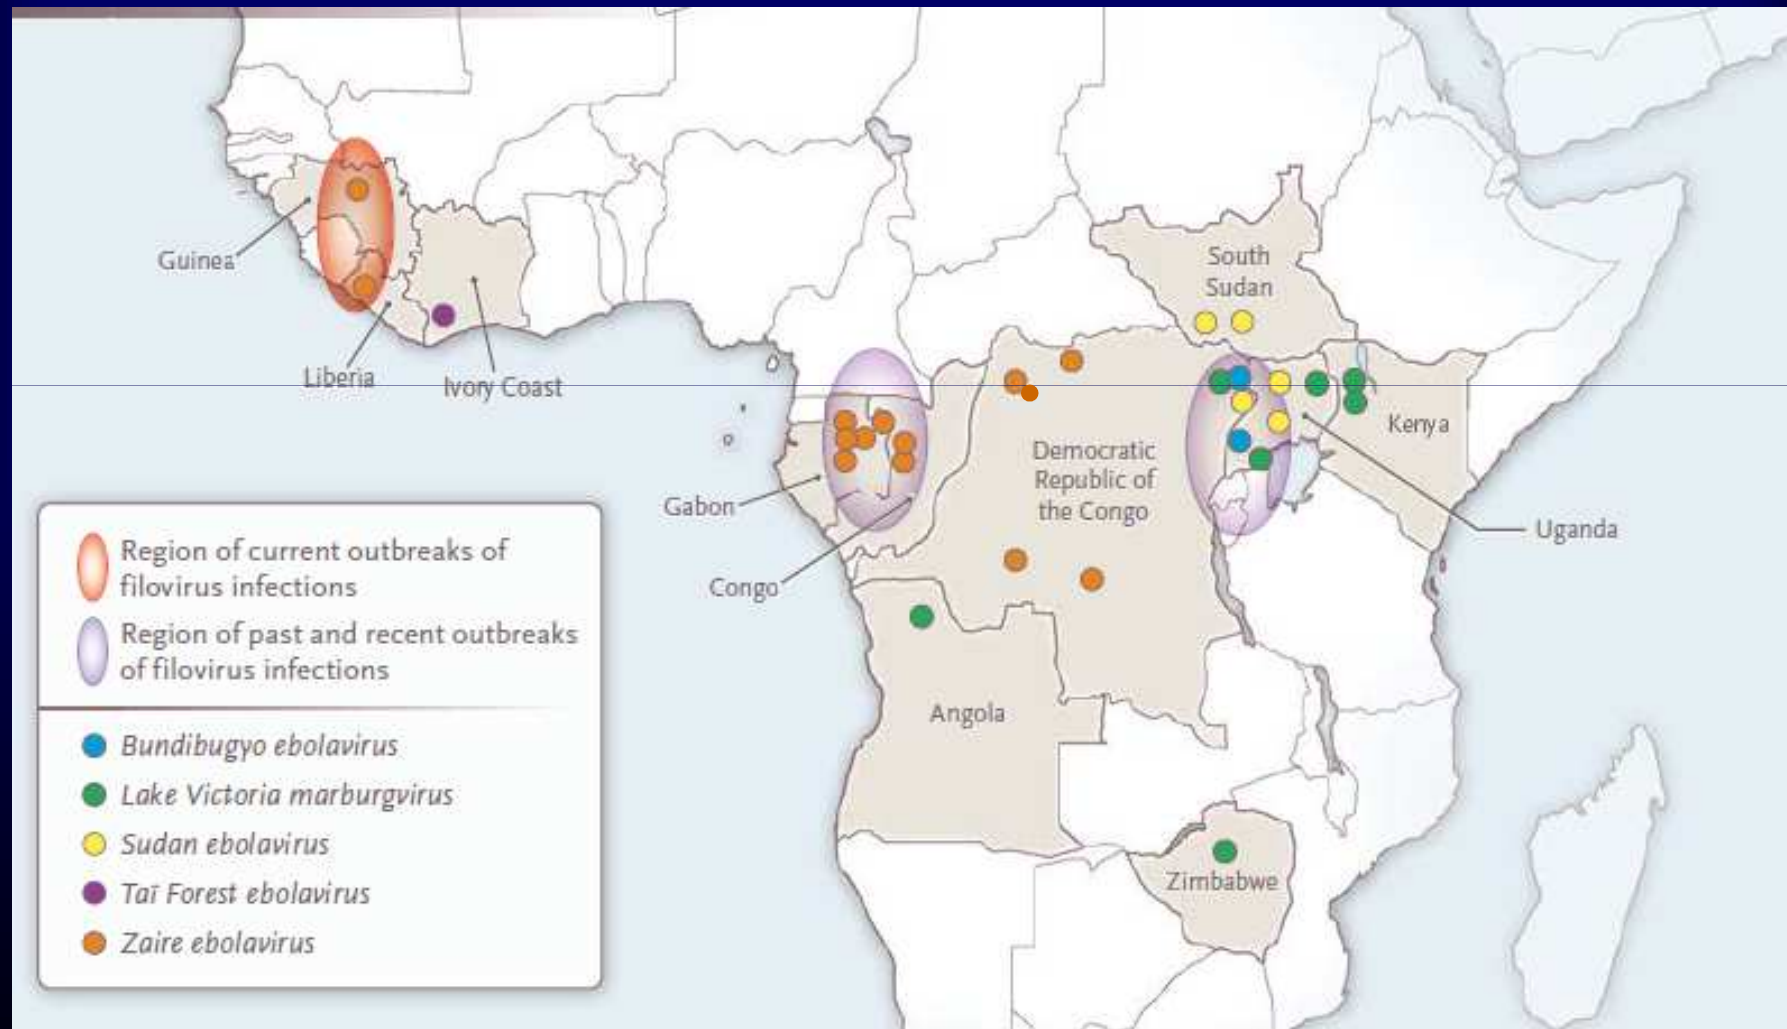 Guinea
Liberia
Ivory Coast
South
Sudan
Democratic
Republic of
the Congo
Kenya
Uganda
Gabon
Congo
Angola
Zimbabwe
Region of current outbreaks of
filovirus infections
Region of past and recent outbreaks
of filovirus infections
Bundibugyo ebolavirus
Lake Victoria marburgvirus
Sudan ebolavirus
Taï Forest ebolavirus
Zaire ebolavirus